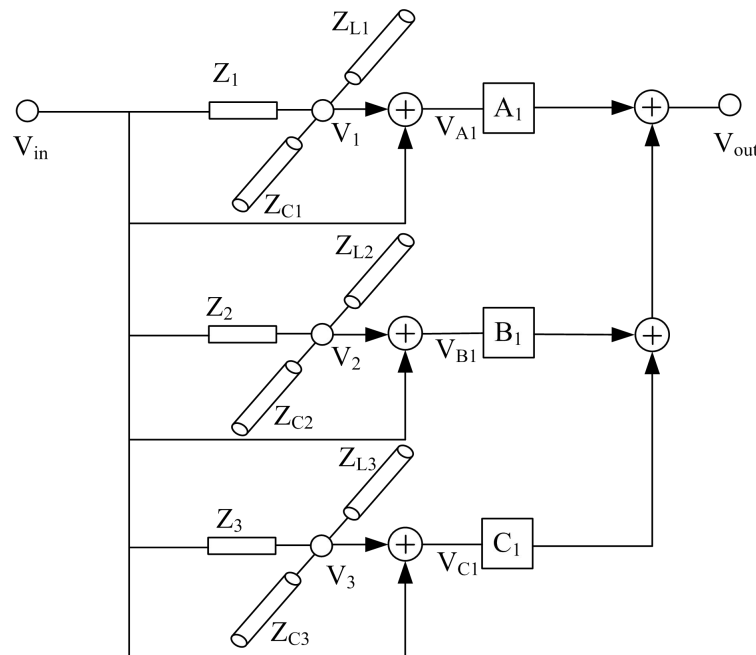 Z_L1
Z_1
V_in
V_1
+
V_A1
A_1
+
V_out
Z_C1
Z_L2
Z_2
V_2
+
V_B1
B_1
+
Z_C2
Z_L3
Z_3
V_3
+
V_C1
C_1
Z_C3